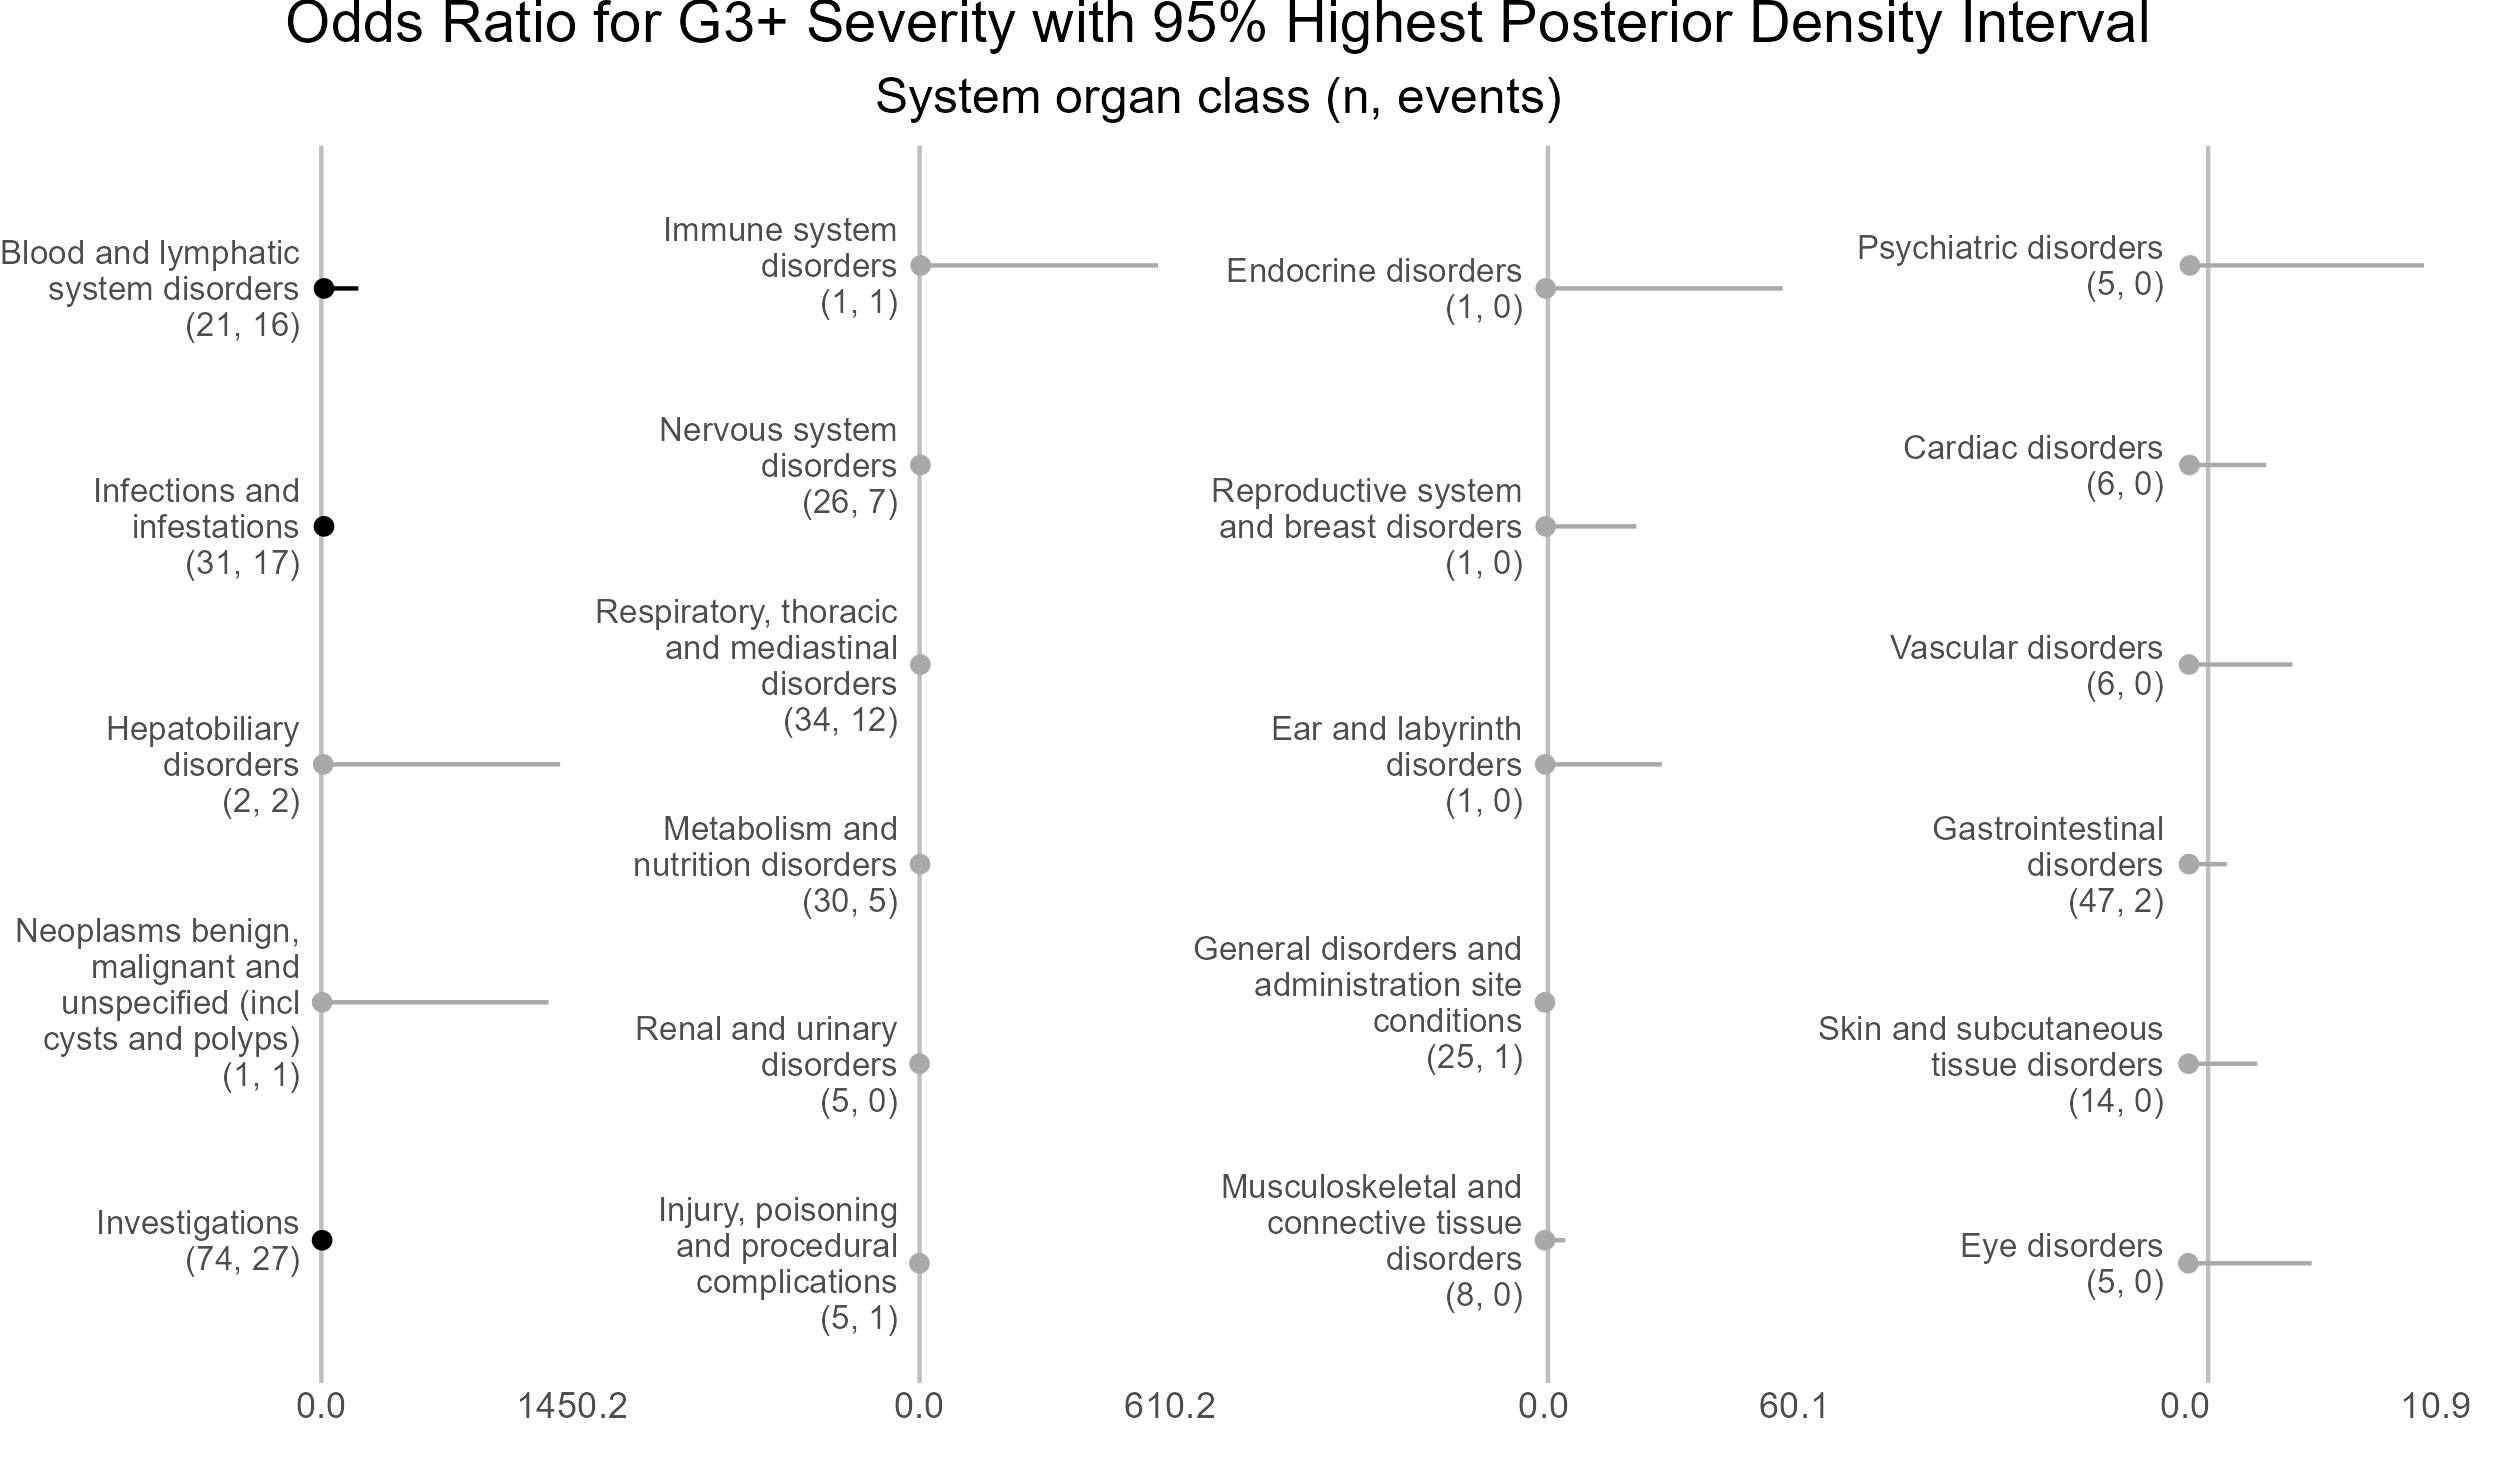 Odds Ratio for G3+ Severity with 95% Highest Posterior Density Interval
System organ class (n, events)
Blood and lymphatic
system disorders
(21, 16)
Infections and
infestations
(31, 17)
Hepatobiliary
disorders
(2, 2)
Neoplasms benign,
malignant and
unspecified (incl
cysts and polyps)
(1, 1)
Investigations
(74, 27)
0.0
1450.2
Immune system
disorders
(1, 1)
Nervous system
disorders
(26, 7)
Respiratory, thoracic
and mediastinal
disorders
(34, 12)
Metabolism and
nutrition disorders
(30, 5)
Renal and urinary
disorders
(5, 0)
Injury, poisoning
and procedural
complications
(5, 1)
0.0
610.2
Endocrine disorders
(1, 0)
Reproductive system
and breast disorders
(1, 0)
Ear and labyrinth
disorders
(1, 0)
General disorders and
administration site
conditions
(25, 1)
Musculoskeletal and
connective tissue
disorders
(8, 0)
0.0
60.1
Psychiatric disorders
(5, 0)
Cardiac disorders
(6, 0)
Vascular disorders
(6, 0)
Gastrointestinal
disorders
(47, 2)
Skin and subcutaneous
tissue disorders
(14, 0)
Eye disorders
(5, 0)
0.0
10.9